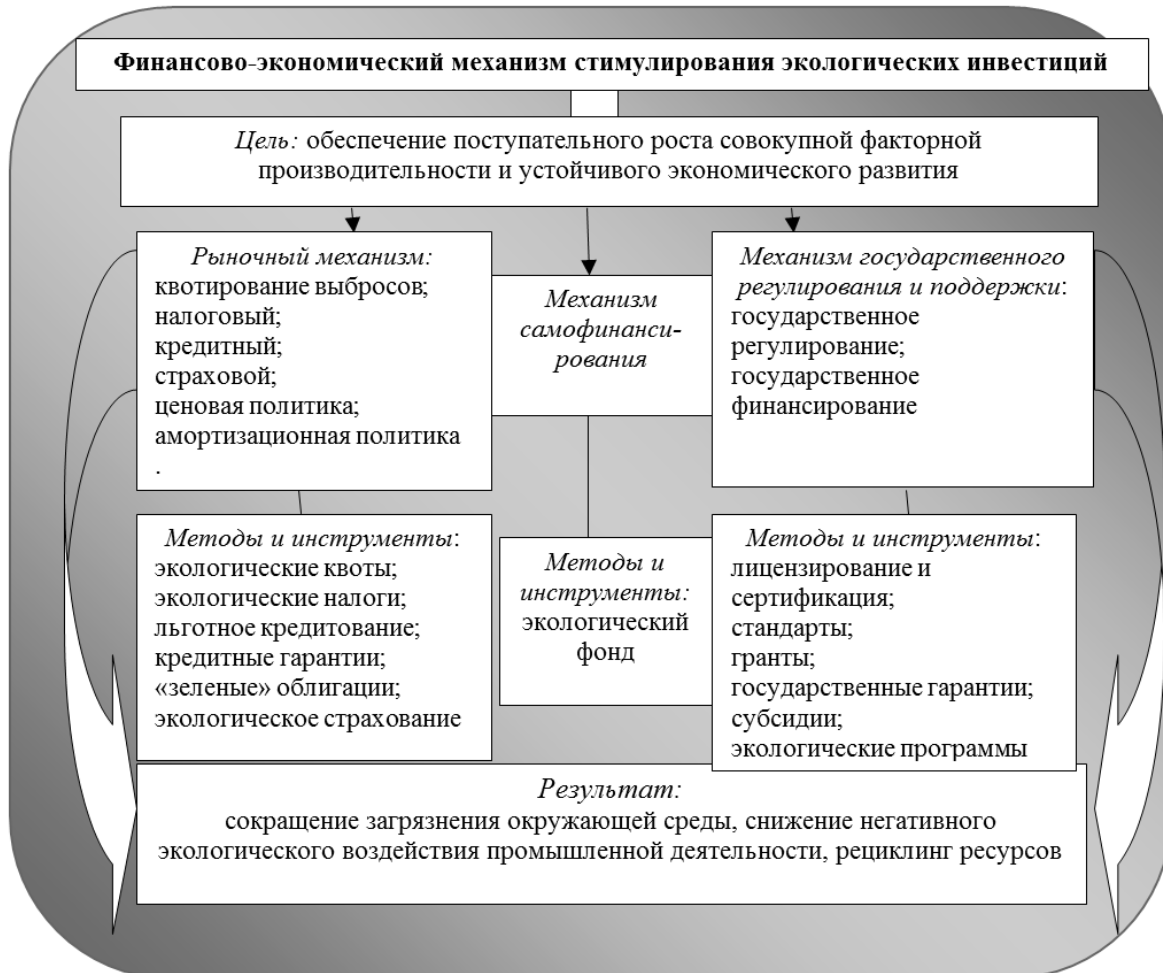 Финансово-экономический механизм стимулирования экологических инвестиций
Цель: обеспечение поступательного роста совокупной факторной
производительности и устойчивого экономического развития
Рыночный механизм:
квотирование выбросов;
налоговый;
кредитный;
страховой;
ценовая политика;
амортизационная политика
.
Механизм
самофинанси-
рования
Механизм государственного
регулирования и поддержки:
государственное
регулирование;
государственное
финансирование
Методы и инструменты:
экологические квоты;
экологические налоги;
льготное кредитование;
кредитные гарантии;
«зеленые» облигации;
экологическое страхование
Методы и
инструменты:
экологический
фонд
Методы и инструменты:
лицензирование и
сертификация;
стандарты;
гранты;
государственные гарантии;
субсидии;
экологические программы
Результат:
сокращение загрязнения окружающей среды, снижение негативного
экологического воздействия промышленной деятельности, рециклинг ресурсов